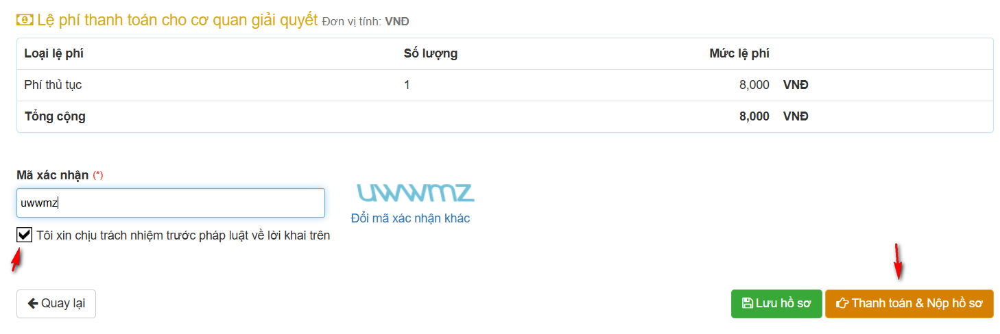 Lệ phí thanh toán cho cơ quan giải quyết Đơn vị tính: VNĐ
Loại lệ phí Số lượng Mức lệ phí
Phí thủ tục 1 8,000 VNĐ
Tổng cộng 8,000 VNĐ
Mã xác nhận (*)
uwwmz uwwmz
Đổi mã xác nhận khác
Tôi xin chịu trách nhiệm trước pháp luật về lời khai trên
Quay lại Lưu hồ sơ Thanh toán & Nộp hồ sơ